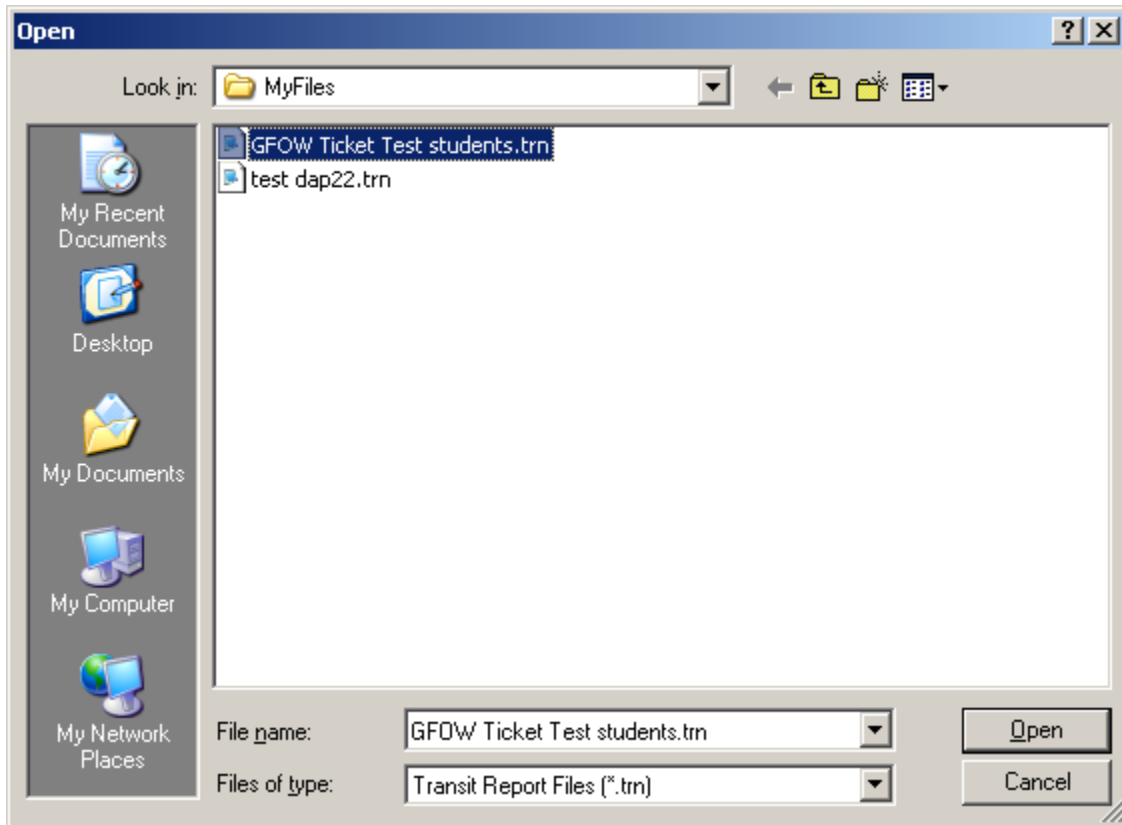 Open
Look in: MyFiles
GFOW Ticket Test students.trn
test dap22.trn
My Recent
Documents
Desktop
My Documents
My Computer
My Network
Places
File name: GFOW Ticket Test students.trn Open
Files of type: Transit Report Files (*.trn) Cancel